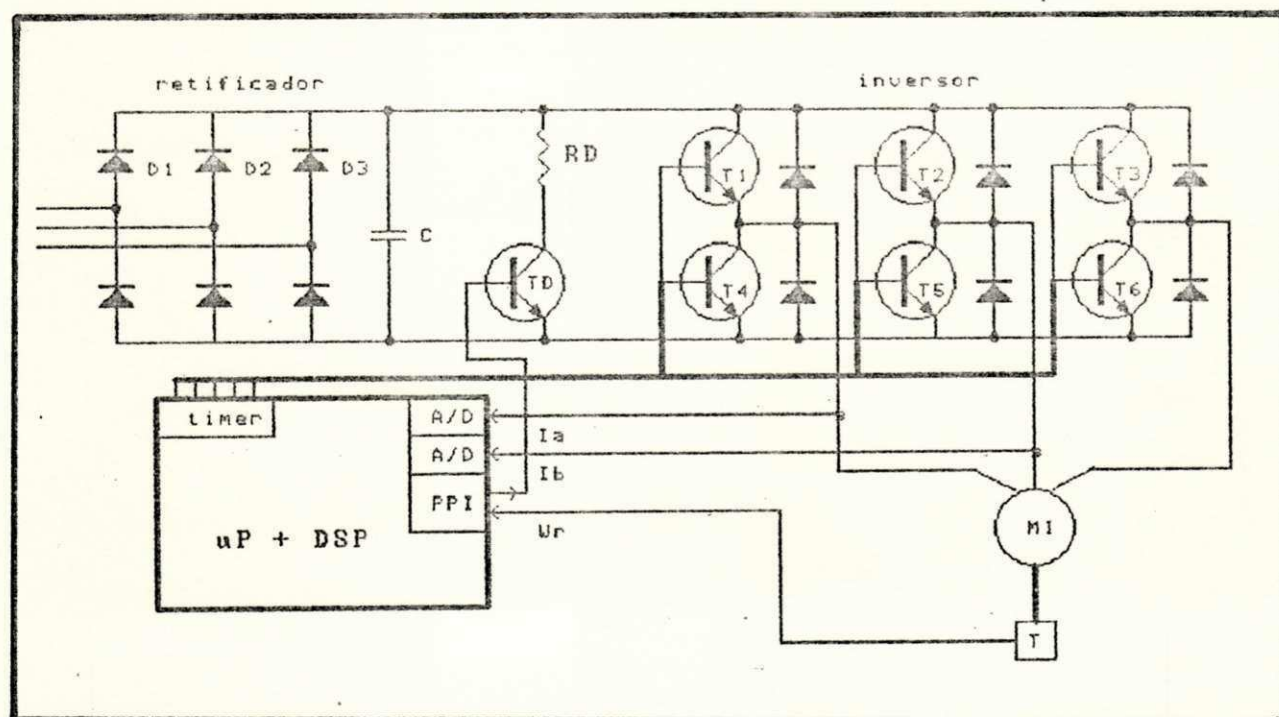 retificador
inversor
D1
D2
D3
RD
C
TD
T1
T2
T3
T4
T5
T6
timer
A/D
Ia
A/D
Ib
PPI
Wr
uP + DSP
MI
T